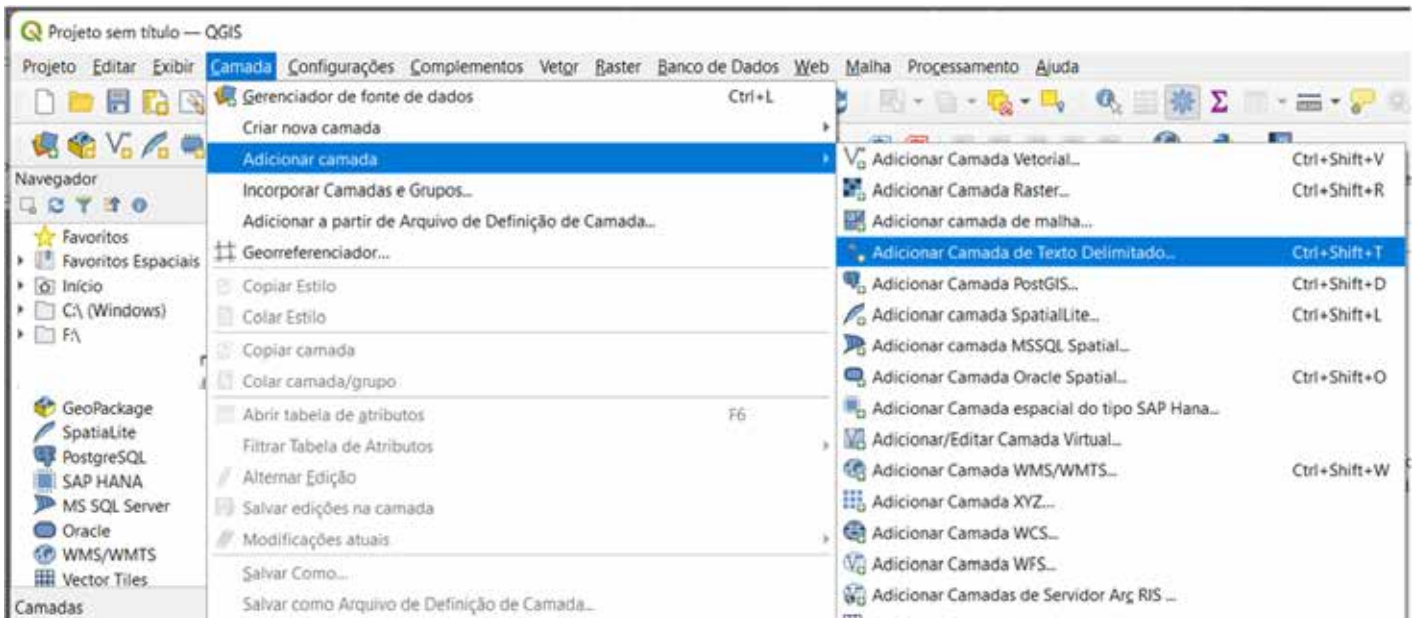 Projeto sem título — QGIS
Projeto Editar Exibir Camada Configurações Complementos Vetor Raster Banco de Dados Web Malha Processamento Ajuda
Gerenciador de fonte de dados Ctrl+L
Criar nova camada
Adicionar camada
Incorporar Camadas e Grupos...
Adicionar a partir de Arquivo de Definição de Camada...
Georreferenciador...
Copiar Estilo
Colar Estilo
Copiar camada
Colar camada/grupo
Abrir tabela de atributos F6
Filtrar Tabela de Atributos
Alternar Edição
Salvar edições na camada
Modificações atuais
Salvar Como...
Salvar como Arquivo de Definição de Camada...
Adicionar Camada Vetorial... Ctrl+Shift+V
Adicionar Camada Raster... Ctrl+Shift+R
Adicionar camada de malha...
Adicionar Camada de Texto Delimitado... Ctrl+Shift+T
Adicionar Camada PostGIS... Ctrl+Shift+D
Adicionar camada SpatialLite... Ctrl+Shift+L
Adicionar camada MSSQL Spatial...
Adicionar Camada Oracle Spatial... Ctrl+Shift+O
Adicionar Camada espacial do tipo SAP Hana...
Adicionar/Editar Camada Virtual...
Adicionar Camada WMS/WMTS... Ctrl+Shift+W
Adicionar Camada XYZ...
Adicionar Camada WCS...
Adicionar Camada WFS...
Adicionar Camadas de Servidor Arg RIS ...
Navegador
Favoritos
Favoritos Espaciais
Início
C:\ (Windows)
F:\
GeoPackage
SpatiaLite
PostgreSQL
SAP HANA
MS SQL Server
Oracle
WMS/WMTS
Vector Tiles
Camadas